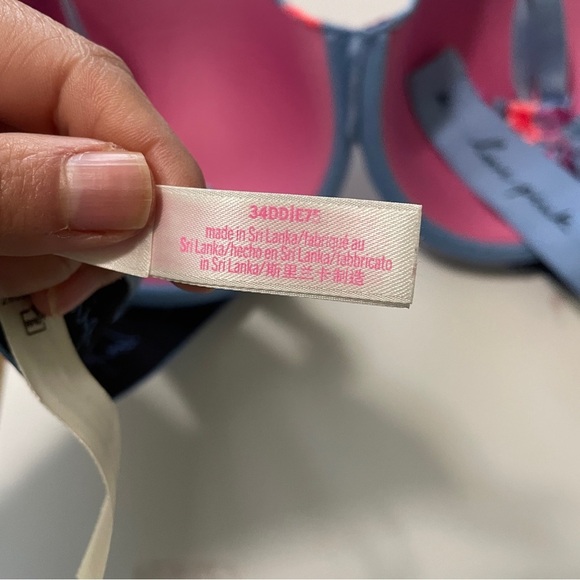 34DD|E75
made in Sri Lanka/fabriqué au
Sri Lanka/hecho en Sri Lanka/fabbricato
in Sri Lanka/斯里兰卡制造